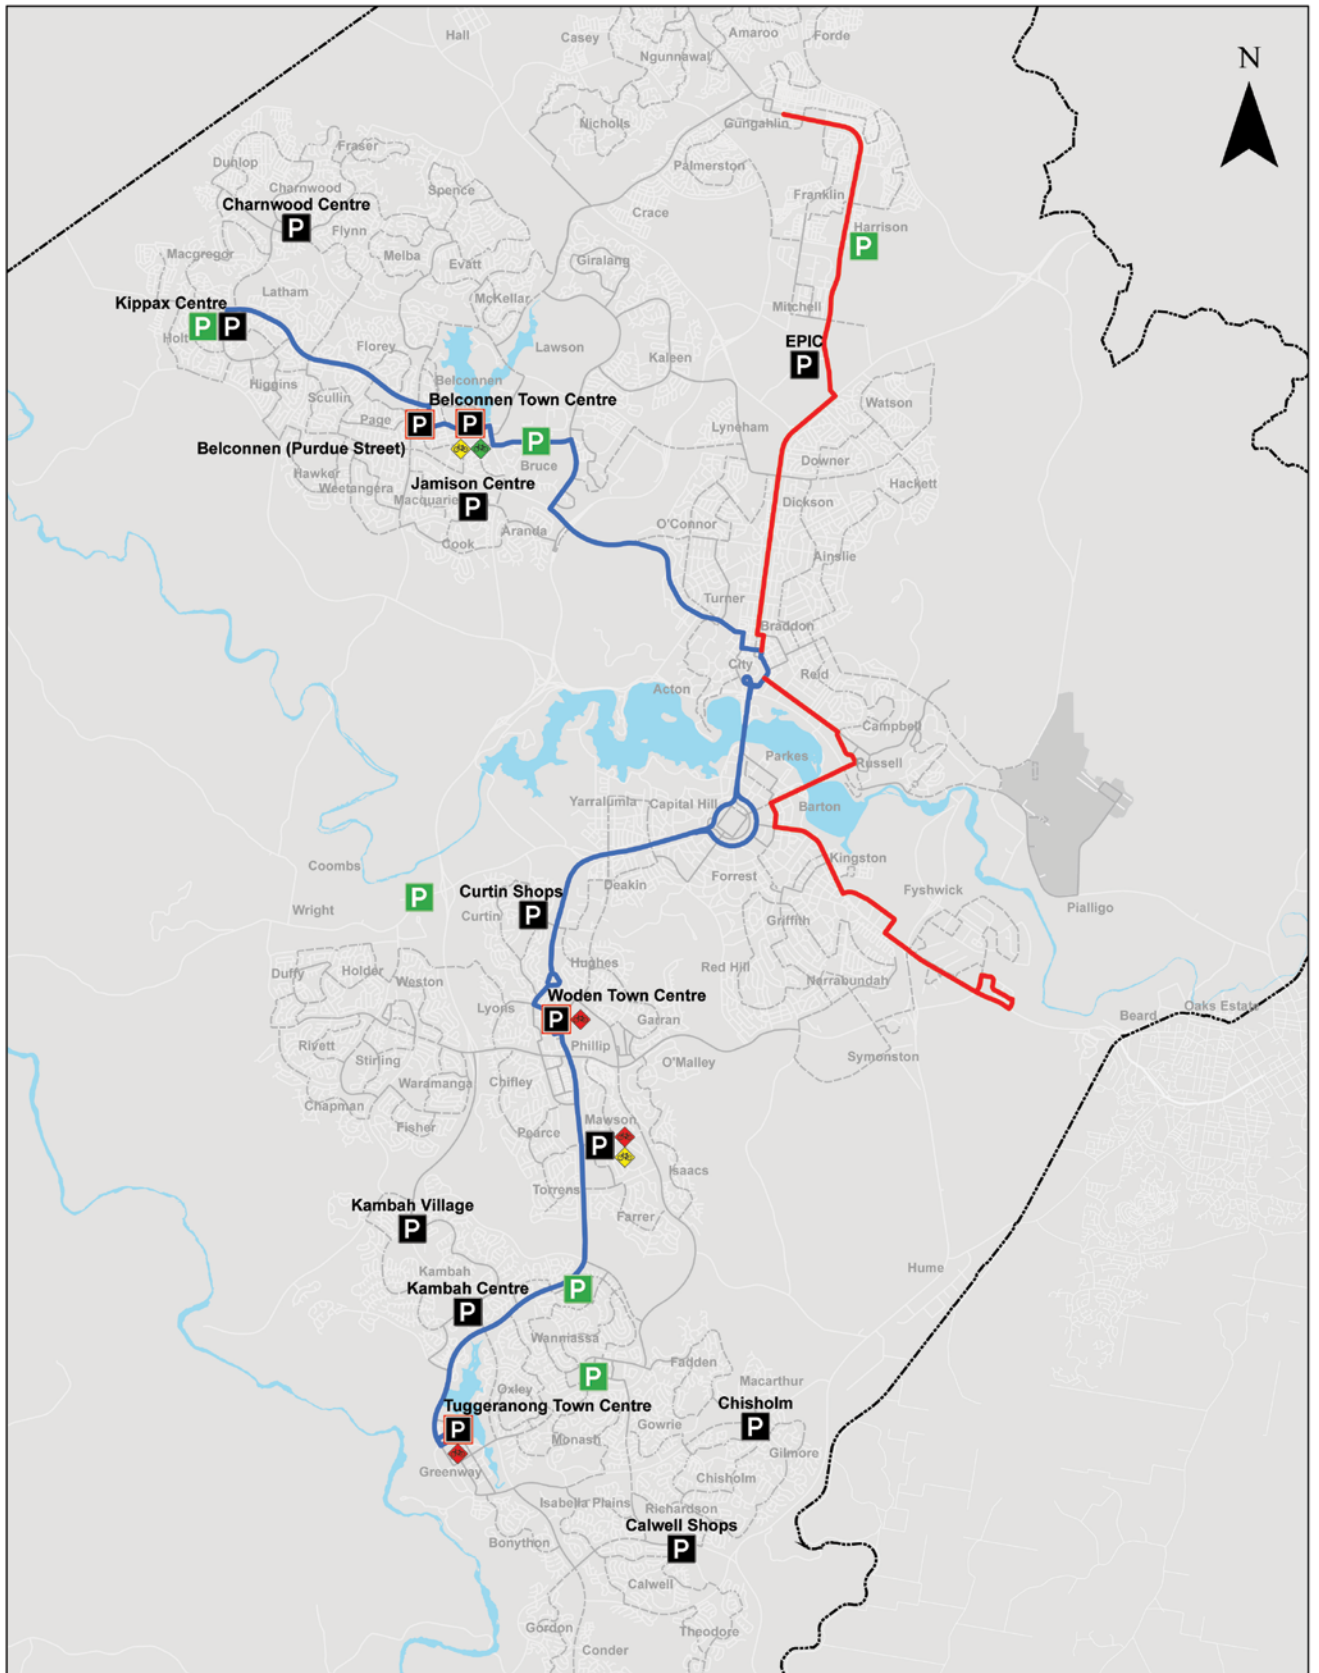 Hall
Casey
Amaroo
Forde
Ngunnawal
N
Nicholls
Gungahlin
Fraser
Dunlop
Palmerston
Charnwood
Spence
Franklin
Charnwood Centre
P
Crace
Flynn
Harrison
P
Macgregor
Melba
Evatt
Giralang
Latham
McKellar
Mitchell
Kippax Centre
P P
Holt
Florey
Lawson
Kaleen
EPIC
P
Higgins
Belconnen
Scullin
Belconnen Town Centre
Watson
Page
P
P
Lyneham
Belconnen (Purdue Street)
P
Bruce
Downer
Hawker
Weetangera
Jamison Centre
Hackett
Macquarie
P
Dickson
Aranda
O'Connor
Cook
Ainslie
Turner
Braddon
City
Reid
Acton
Campbell
Parkes
Russell
Yarralumla
Capital Hill
Barton
Coombs
Kingston
Forrest
Deakin
Curtin Shops
P
Fyshwick
Wright
Curtin
P
Griffith
Pialligo
Duffy
Holder
Weston
Hughes
Red Hill
Narrabundah
Woden Town Centre
Lyons
P
Garran
Oaks Estate
Beard
Rivett
Phillip
Stirling
O'Malley
Symonston
Waramanga
Chifley
Chapman
Fisher
Mawson
Pearce
P
Isaacs
Torrens
Kambah Village
P
Farrer
Kambah
Hume
Kambah Centre
P
P
Wanniassa
Fadden
P
Macarthur
Oxley
Tuggeranong Town Centre
Chisholm
P
Gowrie
P
Monash
Gilmore
Greenway
Chisholm
Isabella Plains
Richardson
Calwell Shops
Bonython
P
Calwell
Gordon
Theodore
Conder